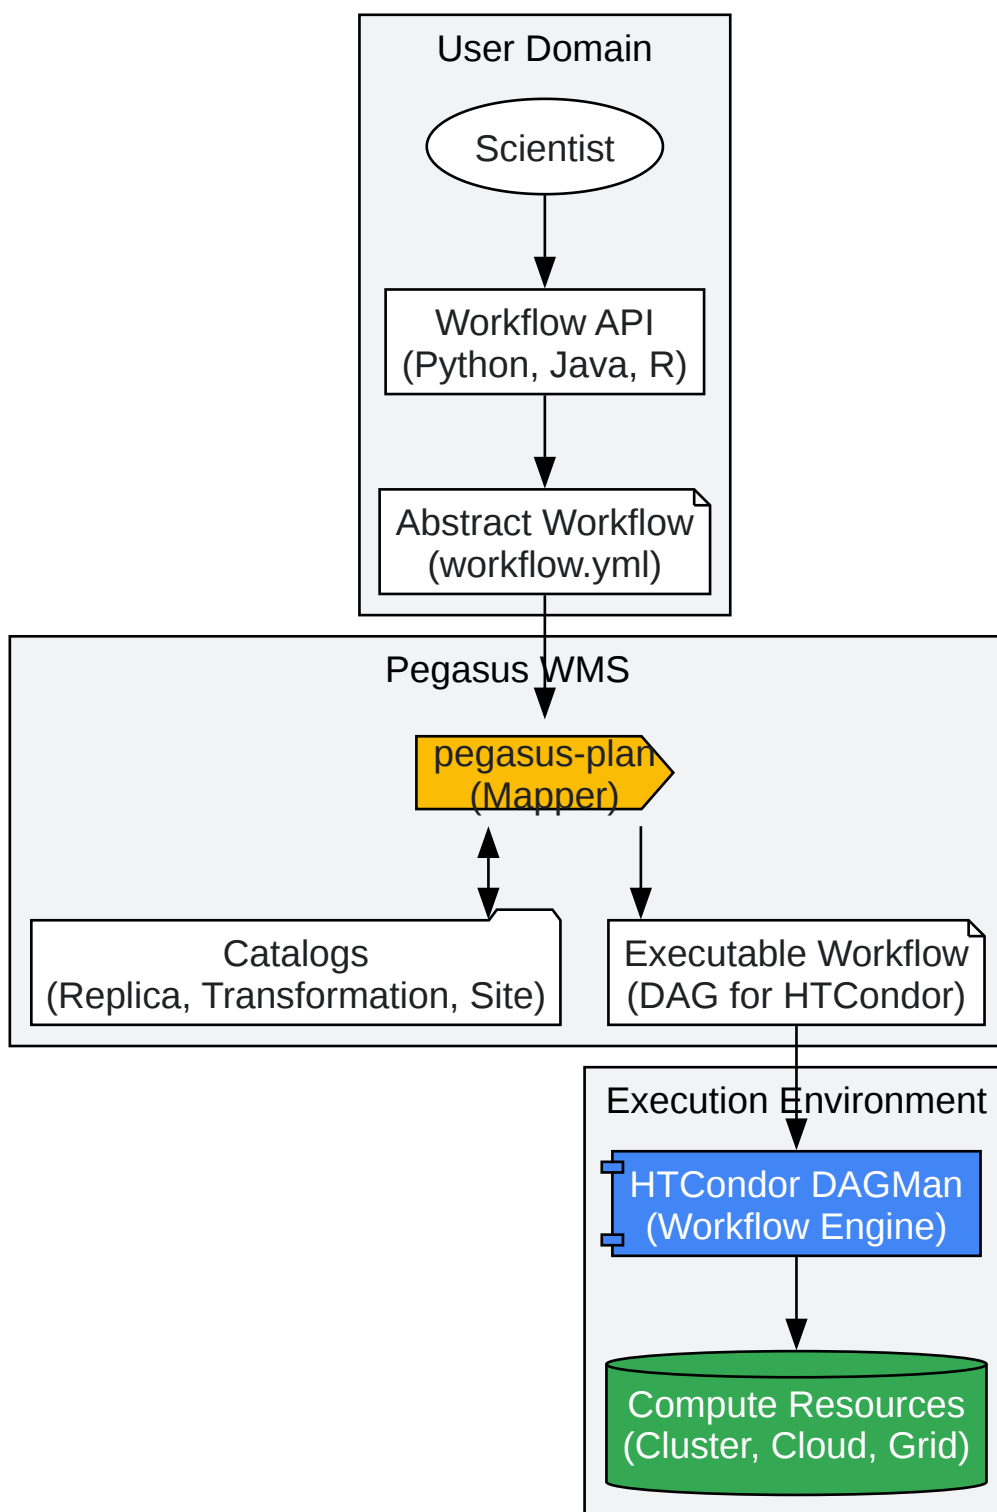 User Domain
Scientist
Workflow API
(Python, Java, R)
Abstract Workflow
(workflow.yml)
Pegasus WMS
pegasus-plan
(Mapper)
Catalogs
(Replica, Transformation, Site)
Executable Workflow
(DAG for HTCondor)
Execution Environment
HTCondor DAGMan
(Workflow Engine)
Compute Resources
(Cluster, Cloud, Grid)